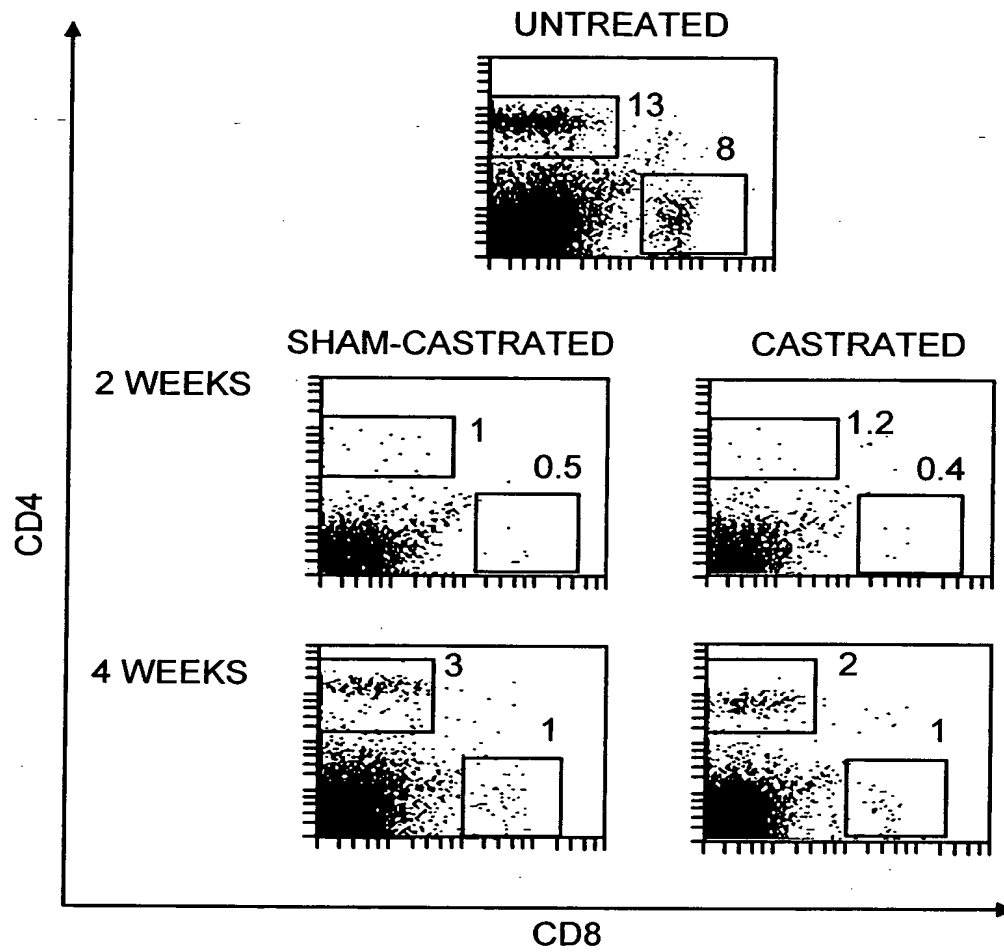 UNTREATED
13
8
SHAM-CASTRATED
CASTRATED
2 WEEKS
1
0.5
1.2
0.4
CD4
4 WEEKS
3
1
2
1
CD8